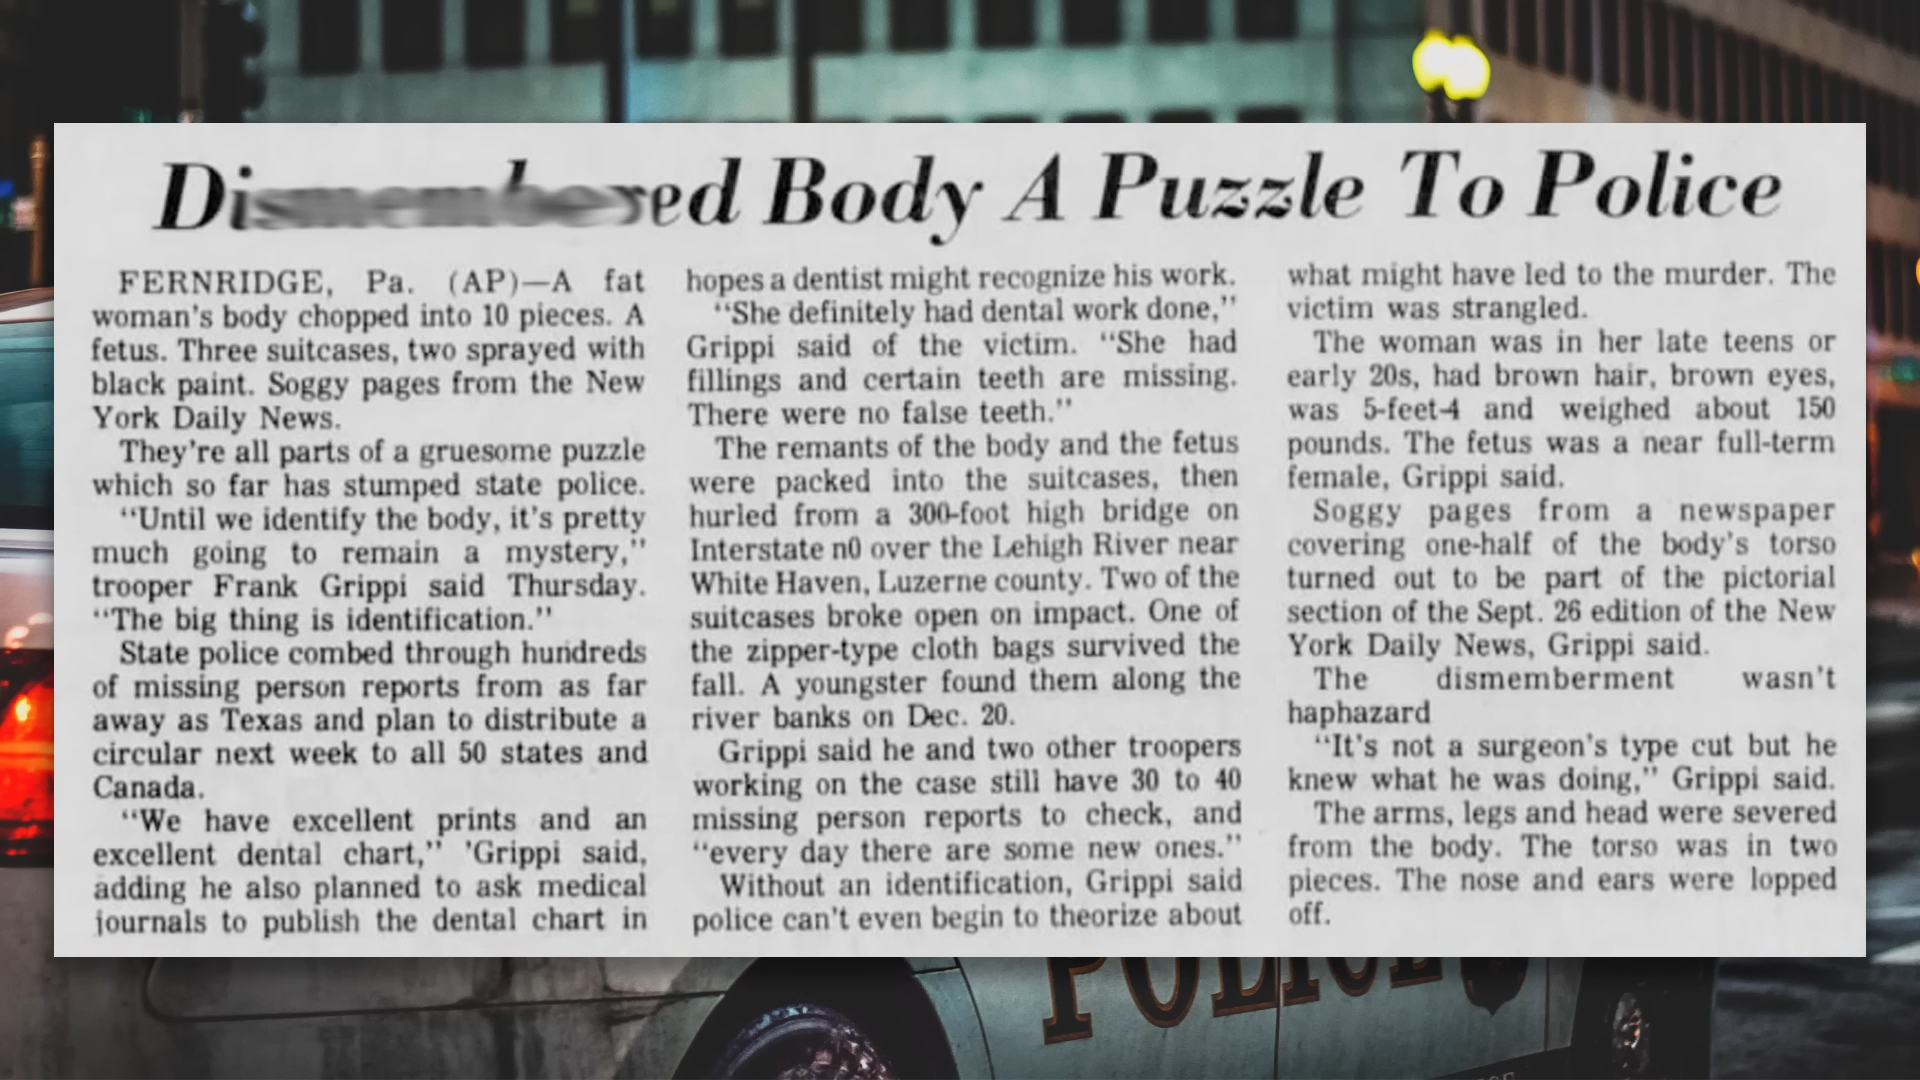 Dismembered Body A Puzzle To Police
FERNRIDGE, Pa. (AP)—A fat
woman's body chopped into 10 pieces. A
fetus. Three suitcases, two sprayed with
black paint. Soggy pages from the New
York Daily News.
They're all parts of a gruesome puzzle
which so far has stumped state police.
"Until we identify the body, it's pretty
much going to remain a mystery,"
trooper Frank Grippi said Thursday.
"The big thing is identification."
State police combed through hundreds
of missing person reports from as far
away as Texas and plan to distribute a
circular next week to all 50 states and
Canada.
"We have excellent prints and an
excellent dental chart," 'Grippi said,
adding he also planned to ask medical
journals to publish the dental chart in
hopes a dentist might recognize his work.
"She definitely had dental work done,"
Grippi said of the victim. "She had
fillings and certain teeth are missing.
There were no false teeth."
The remants of the body and the fetus
were packed into the suitcases, then
hurled from a 300-foot high bridge on
Interstate n0 over the Lehigh River near
White Haven, Luzerne county. Two of the
suitcases broke open on impact. One of
the zipper-type cloth bags survived the
fall. A youngster found them along the
river banks on Dec. 20.
Grippi said he and two other troopers
working on the case still have 30 to 40
missing person reports to check, and
"every day there are some new ones."
Without an identification, Grippi said
police can't even begin to theorize about
what might have led to the murder. The
victim was strangled.
The woman was in her late teens or
early 20s, had brown hair, brown eyes,
was 5-feet-4 and weighed about 150
pounds. The fetus was a near full-term
female, Grippi said.
Soggy pages from a newspaper
covering one-half of the body's torso
turned out to be part of the pictorial
section of the Sept. 26 edition of the New
York Daily News, Grippi said.
The dismemberment wasn't
haphazard
"It's not a surgeon's type cut but he
knew what he was doing," Grippi said.
The arms, legs and head were severed
from the body. The torso was in two
pieces. The nose and ears were lopped
off.
POLICE